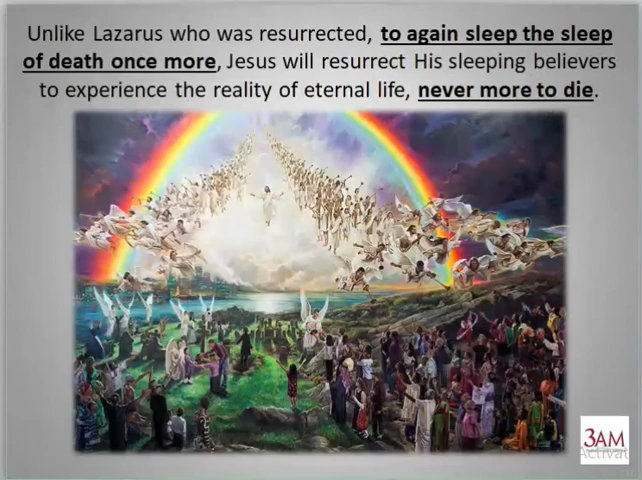 Unlike Lazarus who was resurrected, to again sleep the sleep
of death once more, Jesus will resurrect His sleeping believers
to experience the reality of eternal life, never more to die.
3AM
Activat